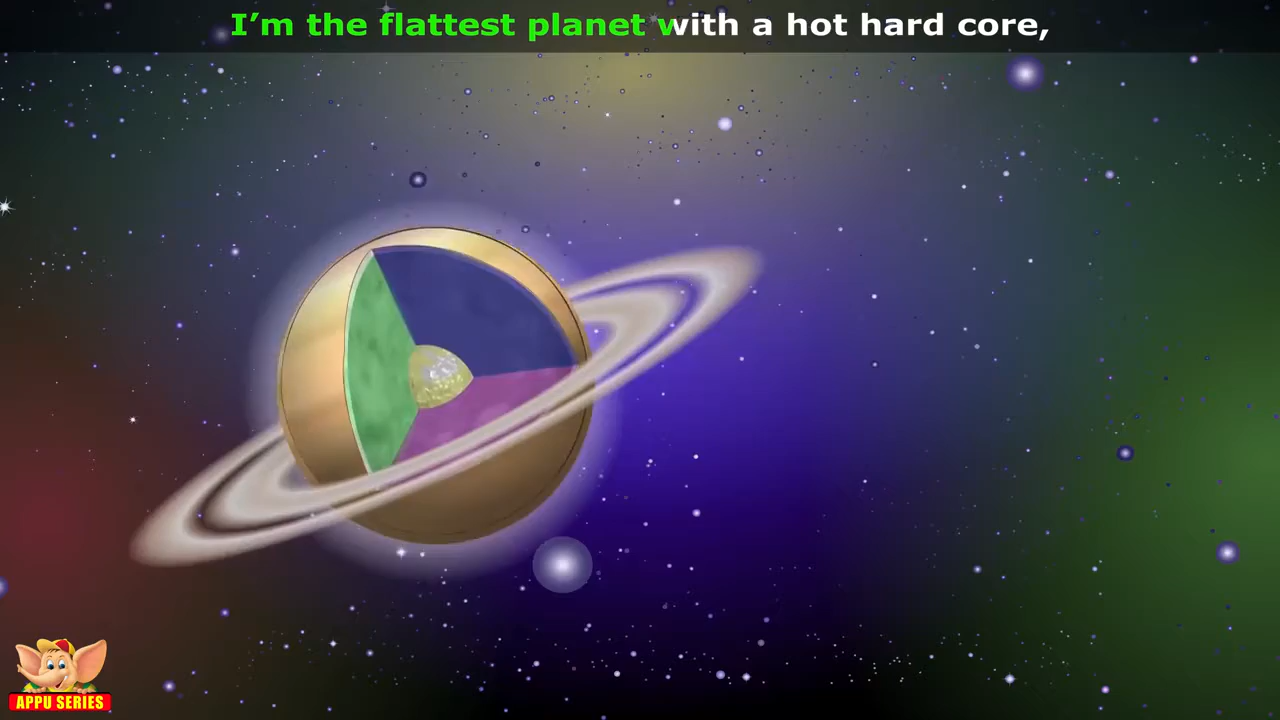 I’m the flattest planet with a hot hard core,
APPU SERIES